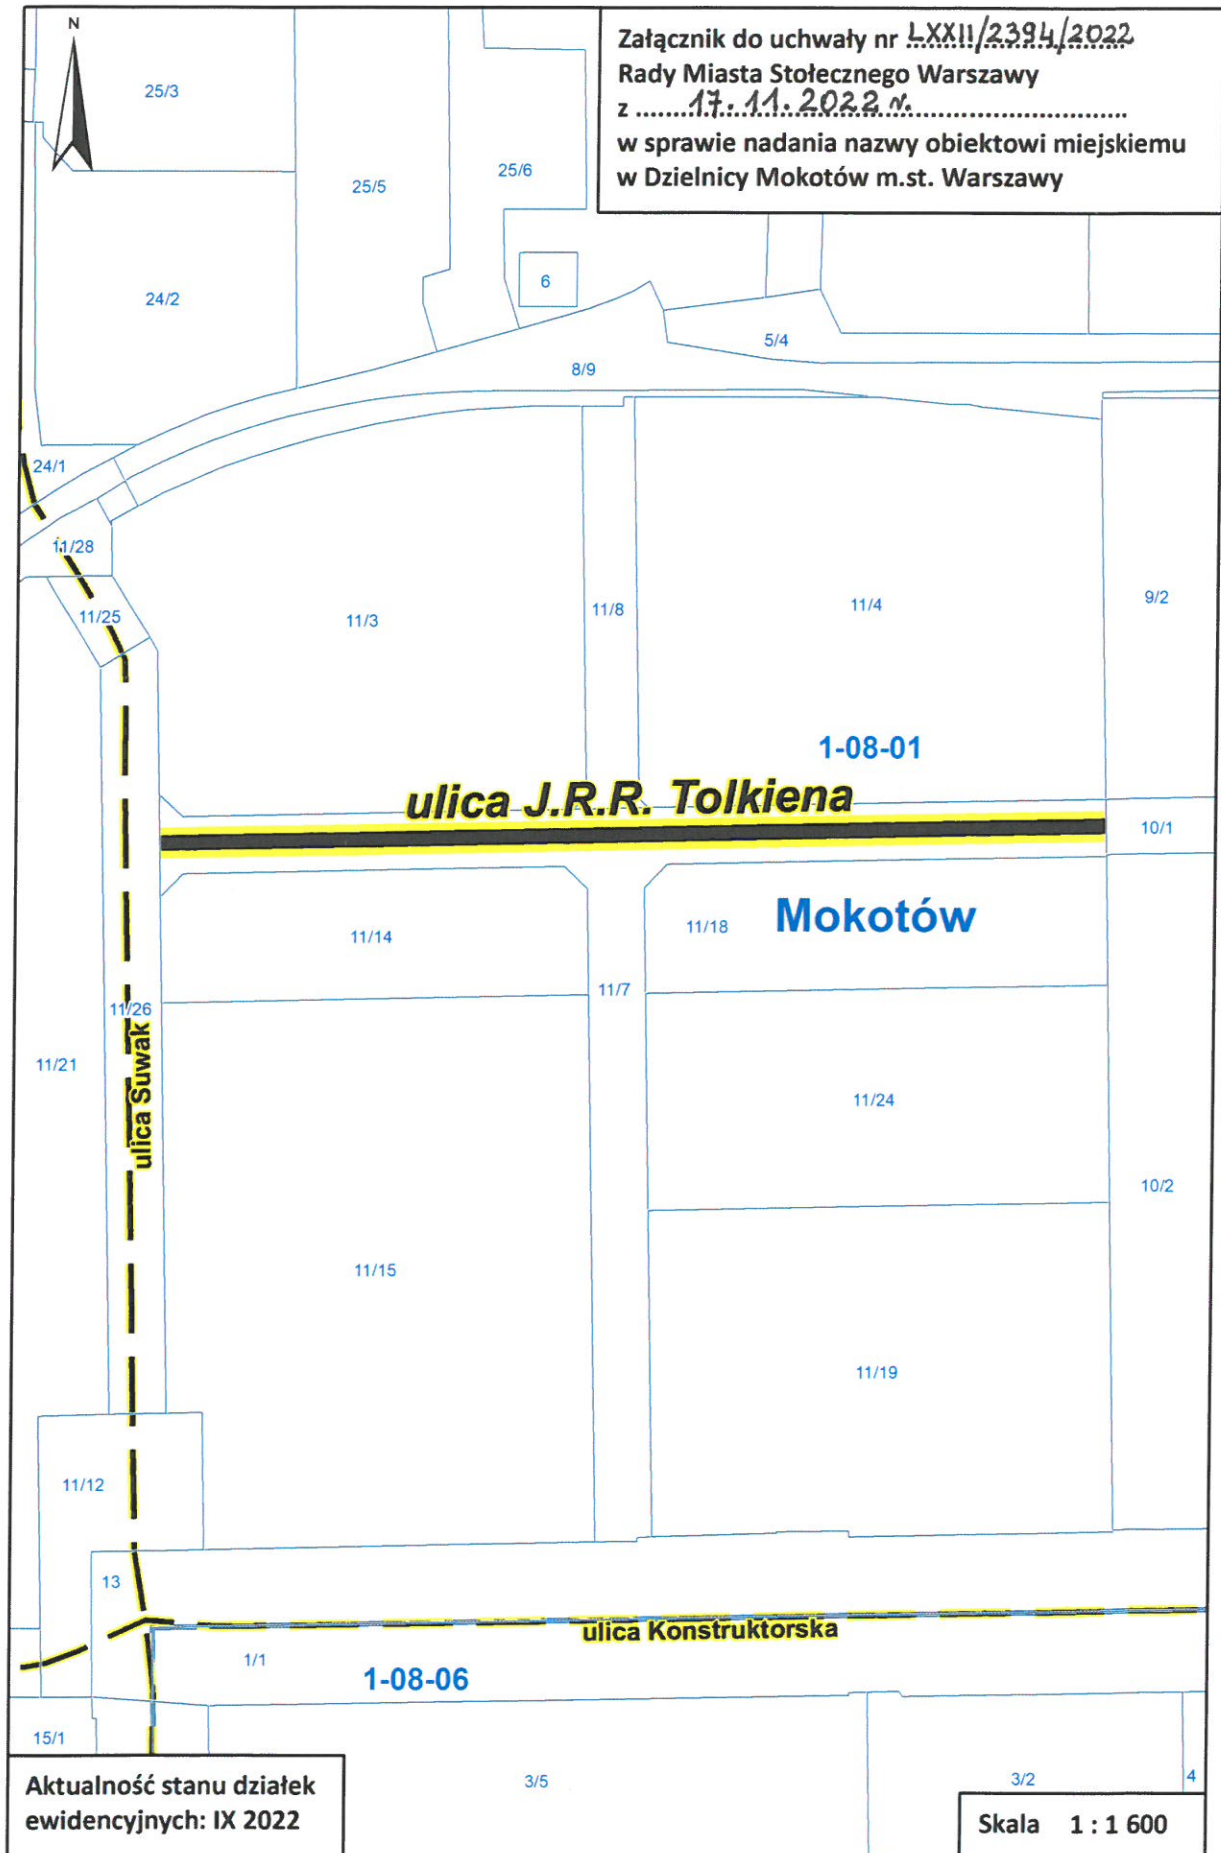 N
Załącznik do uchwały nr LXXII/2394/2022
Rady Miasta Stołecznego Warszawy
z ......17.11.2022 r.................................
w sprawie nadania nazwy obiektowi miejskiemu
w Dzielnicy Mokotów m.st. Warszawy
25/3
25/5
25/6
24/2
6
5/4
8/9
24/1
11/28
11/25
11/3
11/8
11/4
9/2
1-08-01
ulica J.R.R. Tolkiena
10/1
Mokotów
11/14
11/18
11/7
11/26
11/21
ulica Suwak
11/24
10/2
11/15
11/19
11/12
13
ulica Konstruktorska
1/1
1-08-06
15/1
3/5
3/2
4
Aktualność stanu działek
ewidencyjnych: IX 2022
Skala 1 : 1 600